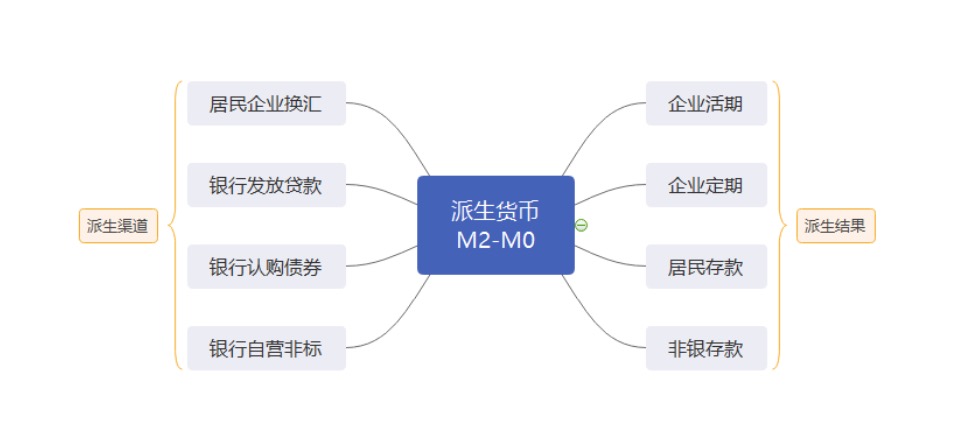 派生渠道
居民企业换汇
银行发放贷款
银行认购债券
银行自营非标
派生货币
M2-M0
企业活期
企业定期
居民存款
非银存款
派生结果